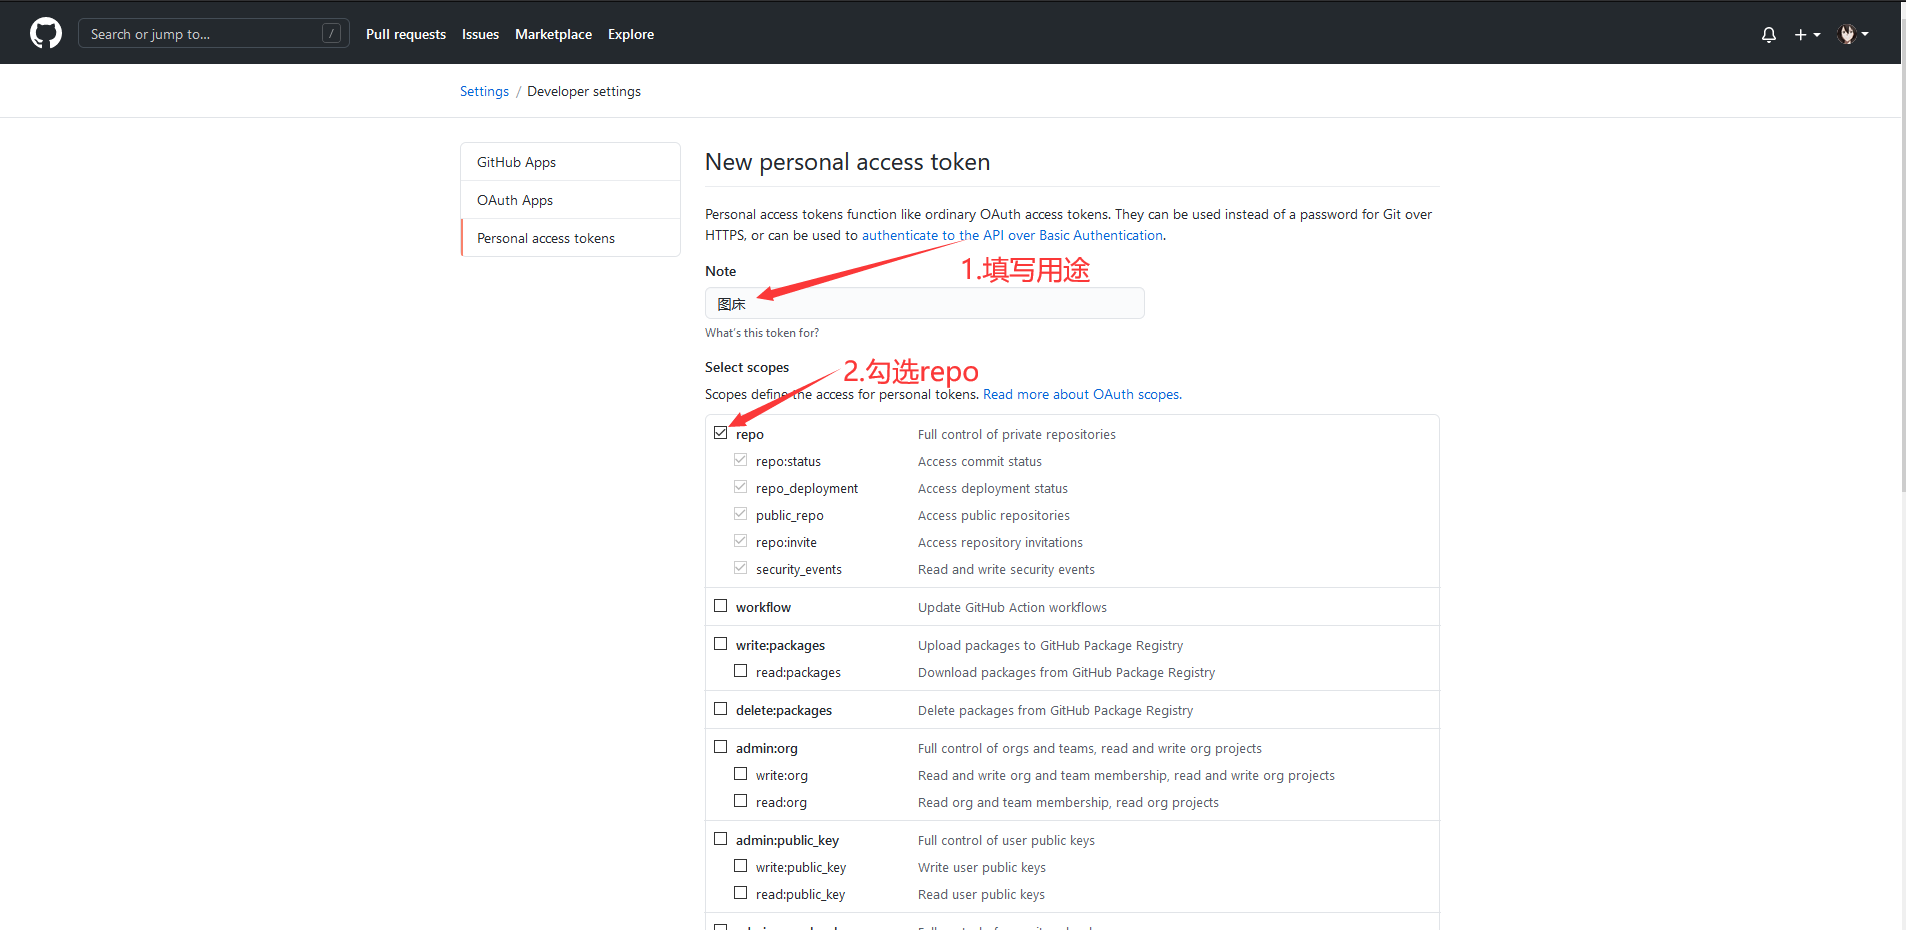 Search or jump to... /
Pull requests Issues Marketplace Explore
Settings / Developer settings
GitHub Apps
OAuth Apps
Personal access tokens
New personal access token
Personal access tokens function like ordinary OAuth access tokens. They can be used instead of a password for Git over
HTTPS, or can be used to authenticate to the API over Basic Authentication.
1.填写用途
Note
图床
What's this token for?
2.勾选repo
Select scopes
Scopes define the access for personal tokens. Read more about OAuth scopes.
repo Full control of private repositories
repo:status Access commit status
repo_deployment Access deployment status
public_repo Access public repositories
repo:invite Access repository invitations
security_events Read and write security events
workflow Update GitHub Action workflows
write:packages Upload packages to GitHub Package Registry
read:packages Download packages from GitHub Package Registry
delete:packages Delete packages from GitHub Package Registry
admin:org Full control of orgs and teams, read and write org projects
write:org Read and write org and team membership, read and write org projects
read:org Read org and team membership, read org projects
admin:public_key Full control of user public keys
write:public_key Write user public keys
read:public_key Read user public keys